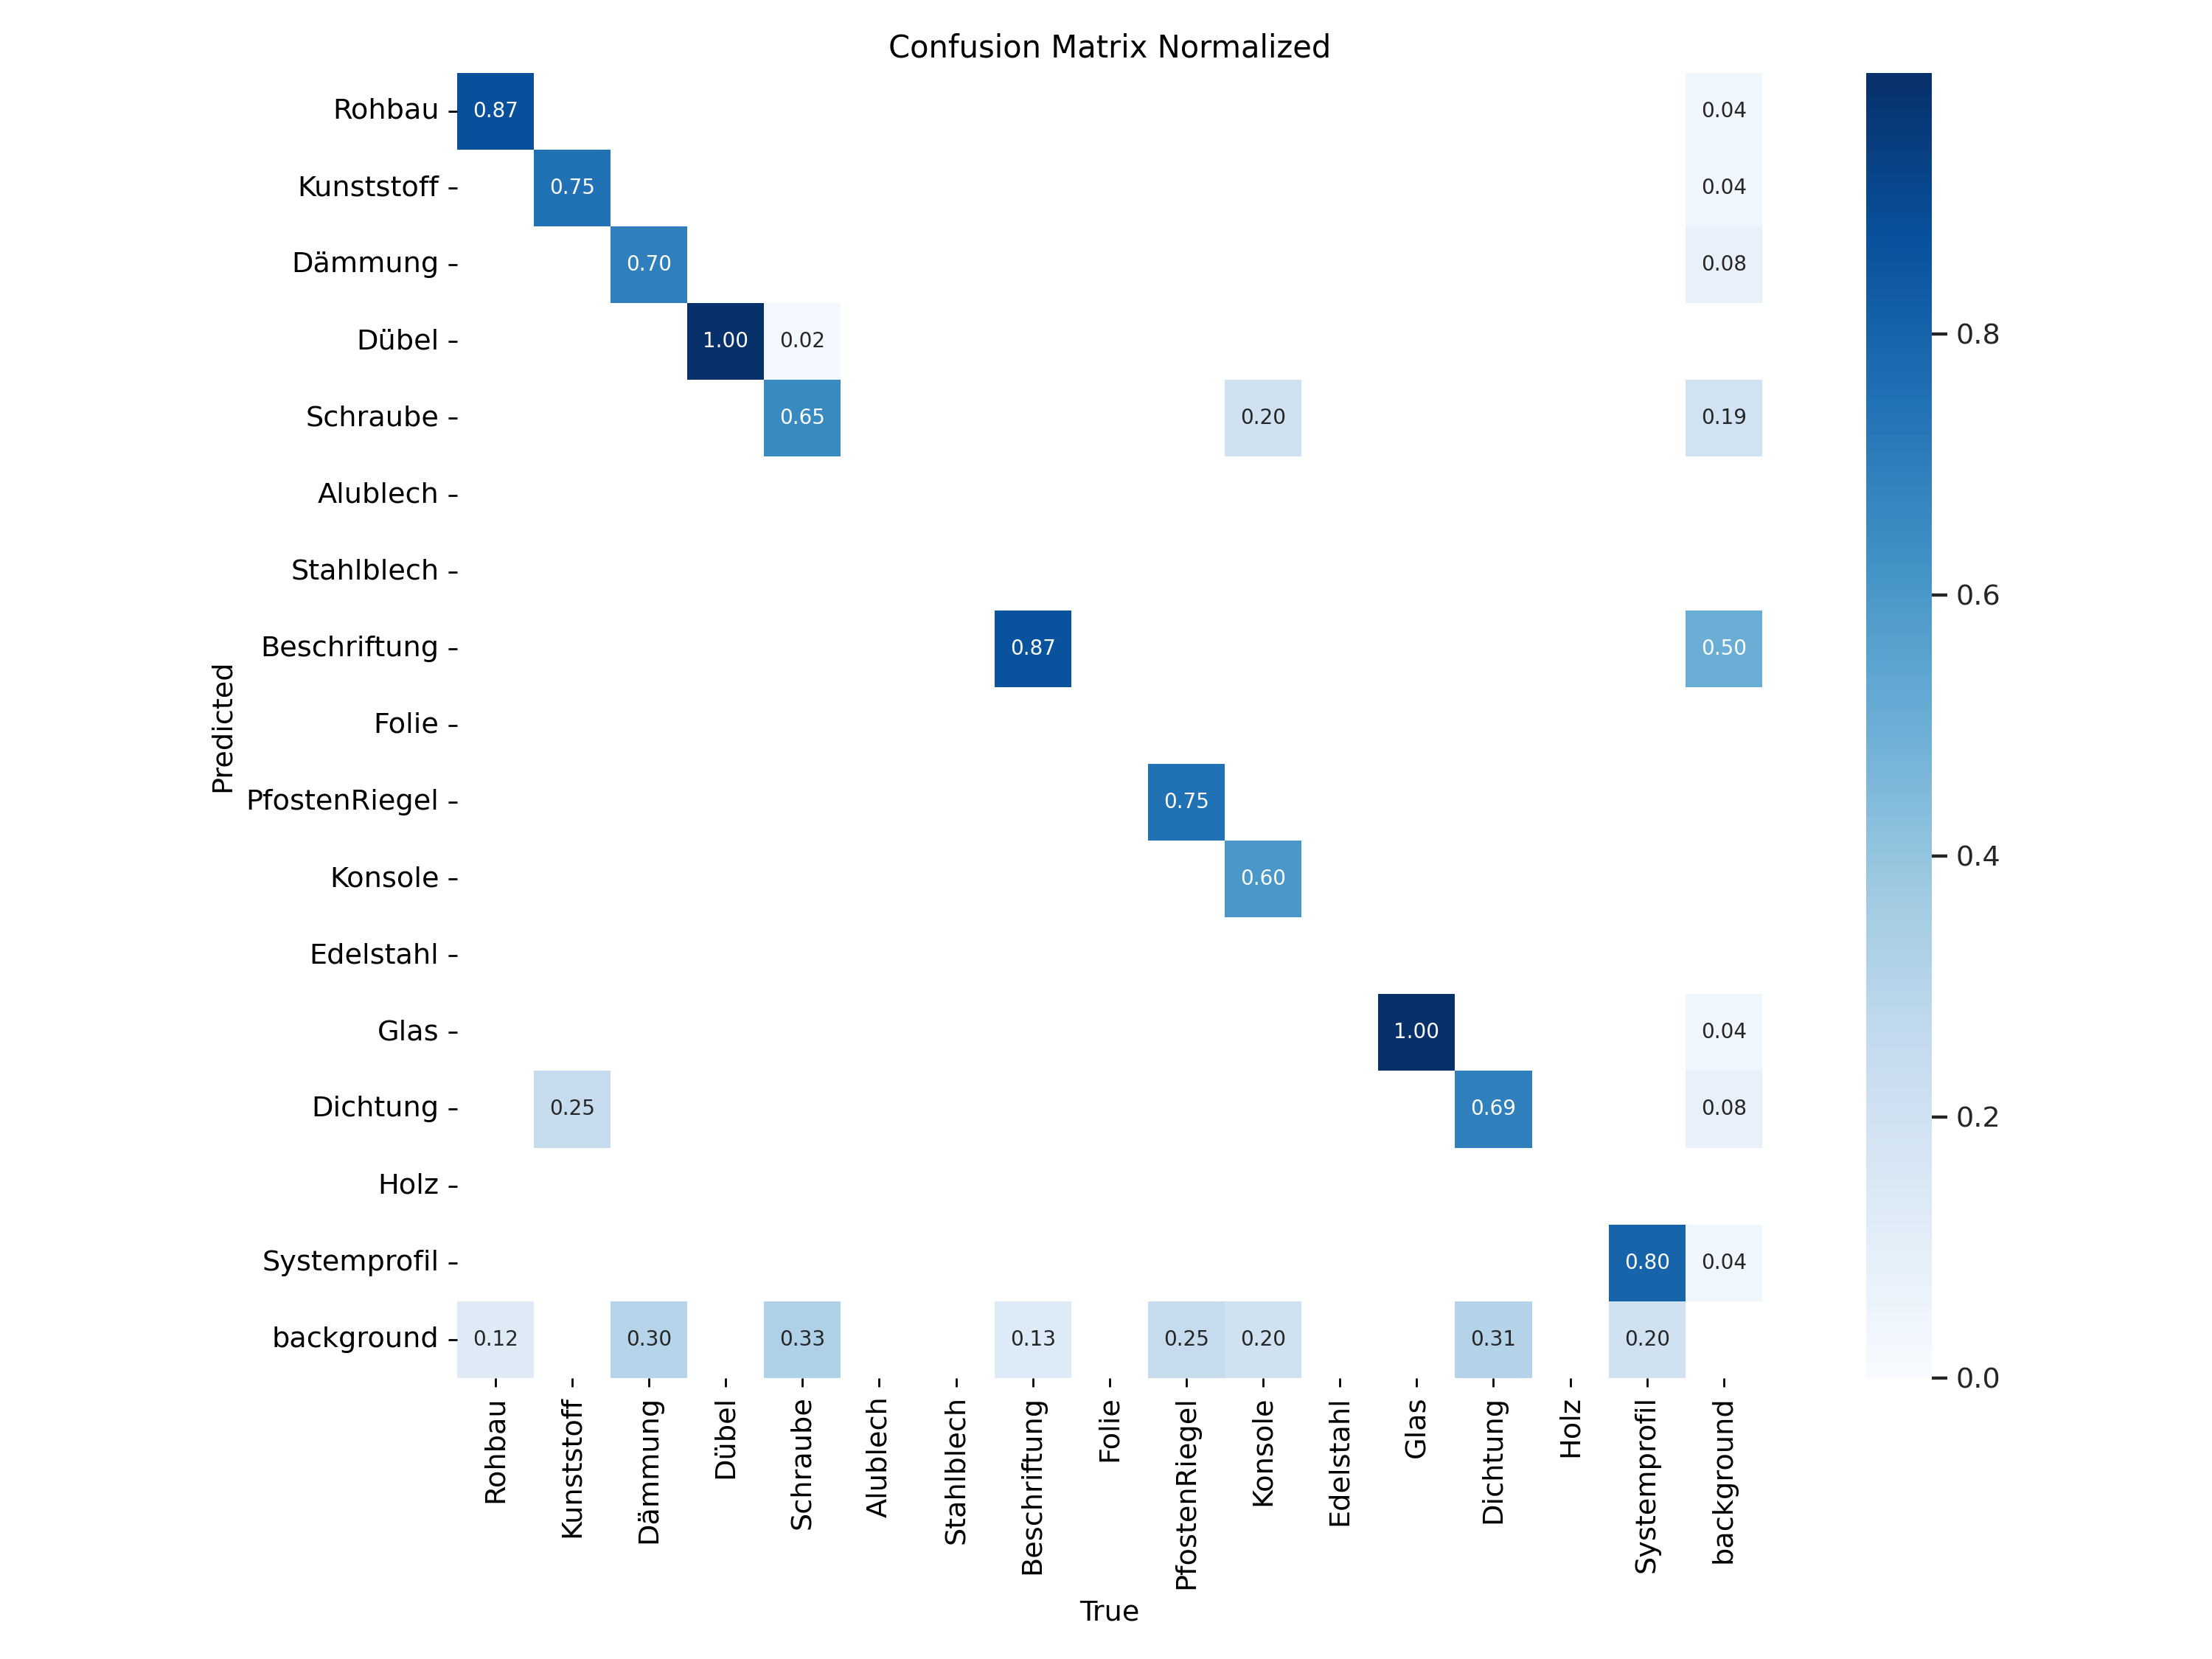 Confusion Matrix Normalized
Rohbau 0.87 0.04
Kunststoff 0.75 0.04
Dämmung 0.70 0.08
Dübel 1.00 0.02
0.8
Schraube 0.65 0.20 0.19
Alublech
Stahlblech
0.6
Beschriftung 0.87 0.50
Folie
Predicted
PfostenRiegel 0.75
0.4
Konsole 0.60
Edelstahl
Glas 1.00 0.04
Dichtung 0.25 0.69 0.08
0.2
Holz
Systemprofil 0.80 0.04
background 0.12 0.30 0.33 0.13 0.25 0.20 0.31 0.20
0.0
Rohbau
Kunststoff
Dämmung
Dübel
Schraube
Alublech
Stahlblech
Beschriftung
Folie
PfostenRiegel
Konsole
Edelstahl
Glas
Dichtung
Holz
Systemprofil
background
True